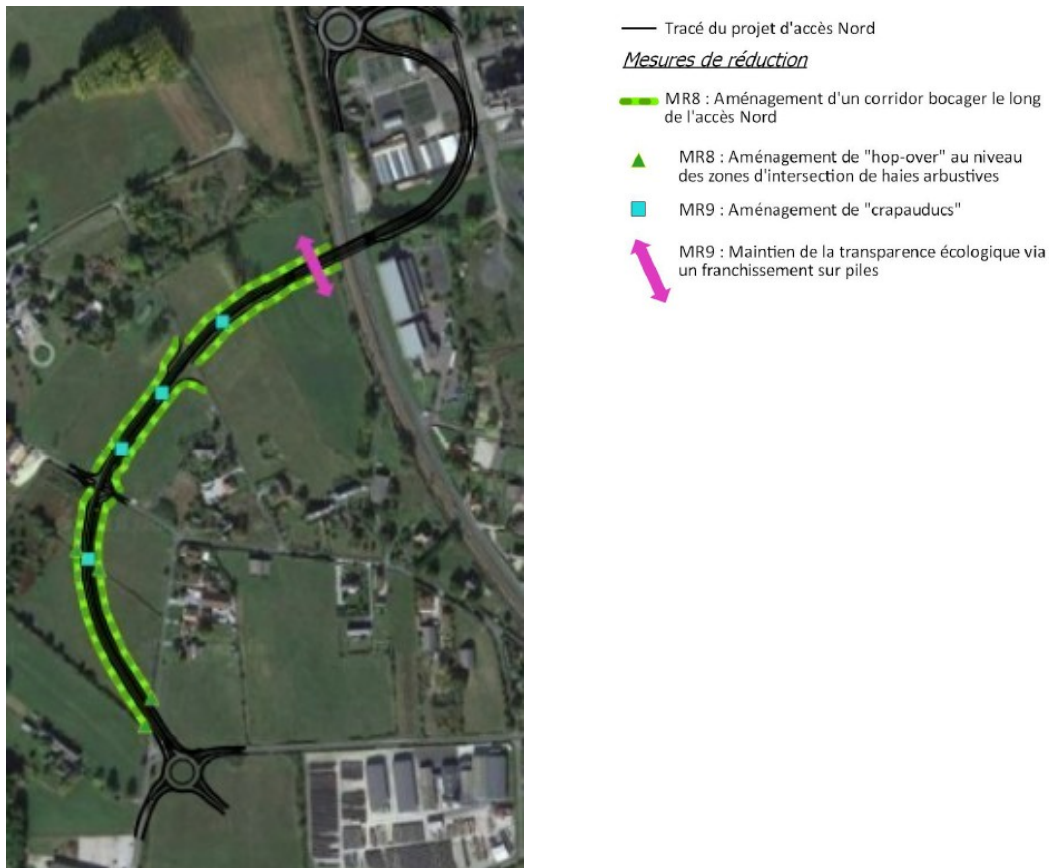 Tracé du projet d'accès Nord
Mesures de réduction
MR8 : Aménagement d'un corridor bocager le long
de l'accès Nord
MR8 : Aménagement de "hop-over" au niveau
des zones d'intersection de haies arbustives
MR9 : Aménagement de "crapauducs"
MR9 : Maintien de la transparence écologique via
un franchissement sur piles